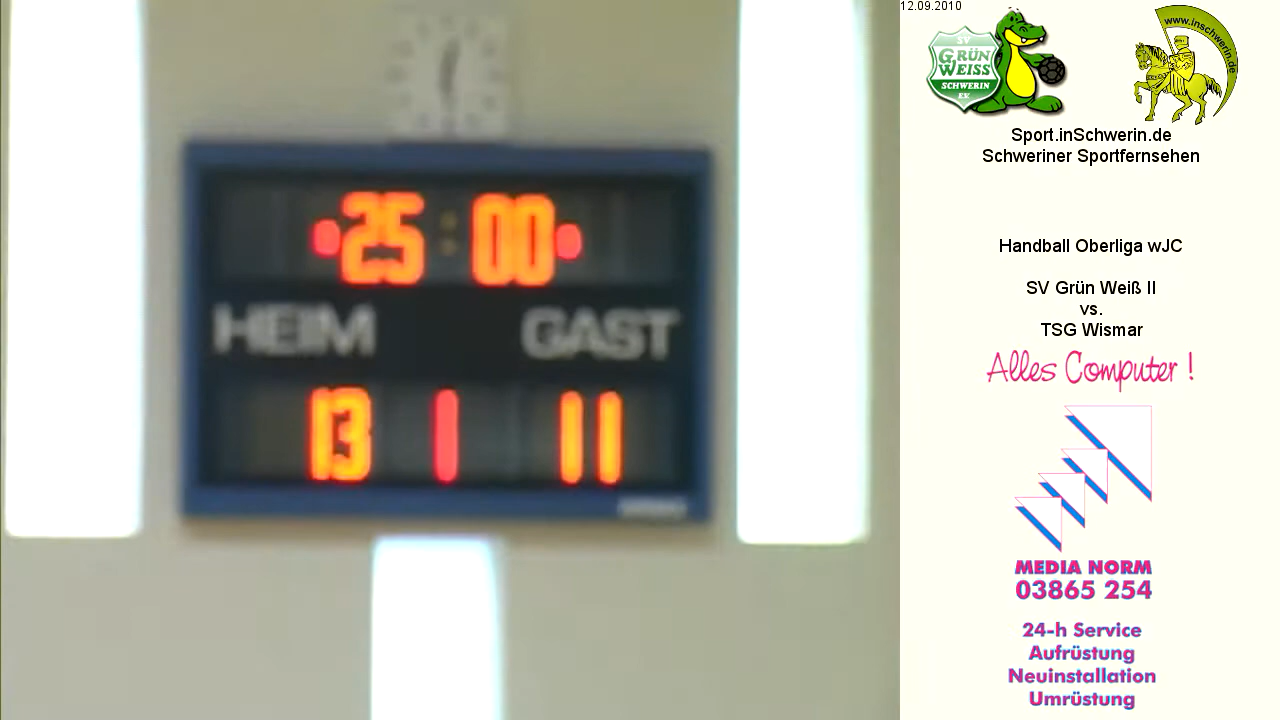 25:00
HEIM GAST
13 1 11
12.09.2010
SV
GRÜN
WEISS
SCHWERIN
E.V.
www.inschwerin.de
Sport.inSchwerin.de
Schweriner Sportfernsehen
Handball Oberliga wJC
SV Grün Weiß II
vs.
TSG Wismar
Alles Computer !
MEDIA NORM
03865 254
24-h Service
Aufrüstung
Neuinstallation
Umrüstung